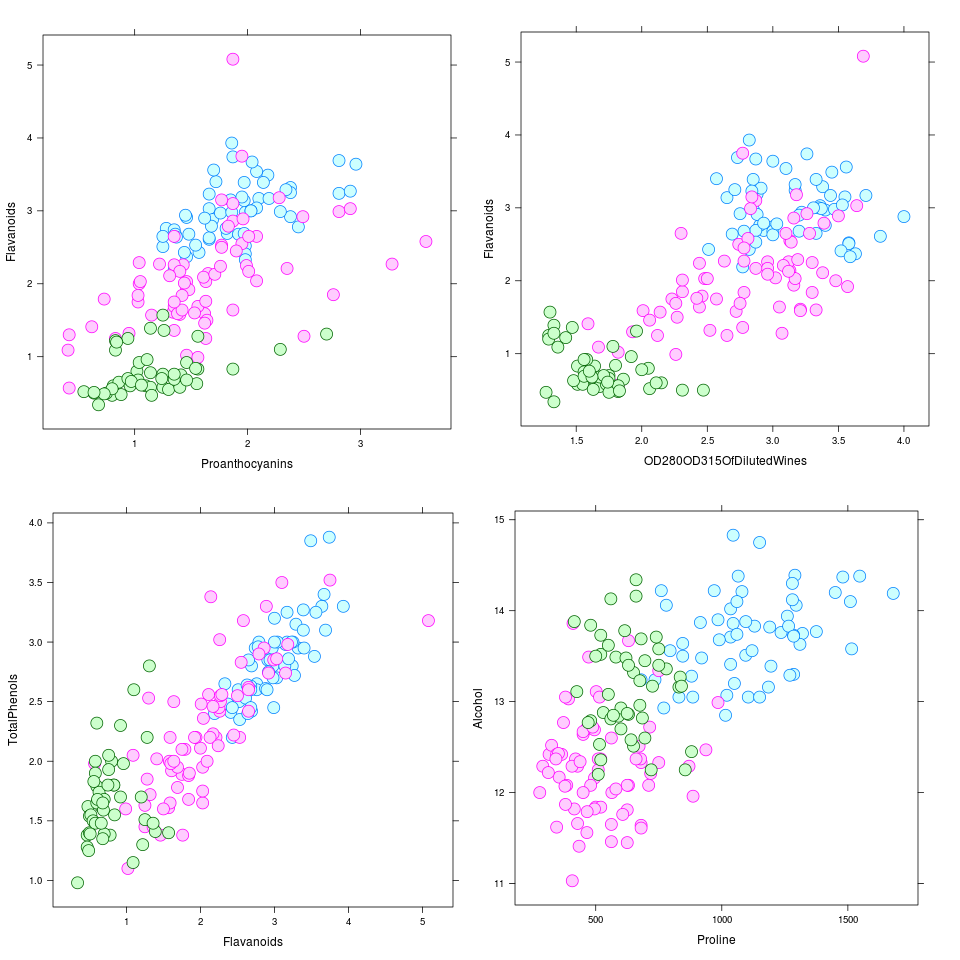 5
4
3
2
1
Flavanoids
1 2 3
Proanthocyanins
5
4
3
2
1
Flavanoids
1.5 2.0 2.5 3.0 3.5 4.0
OD280OD315OfDilutedWines
4.0
3.5
3.0
2.5
2.0
1.5
1.0
TotalPhenols
1 2 3 4 5
Flavanoids
15
14
13
12
11
Alcohol
500 1000 1500
Proline